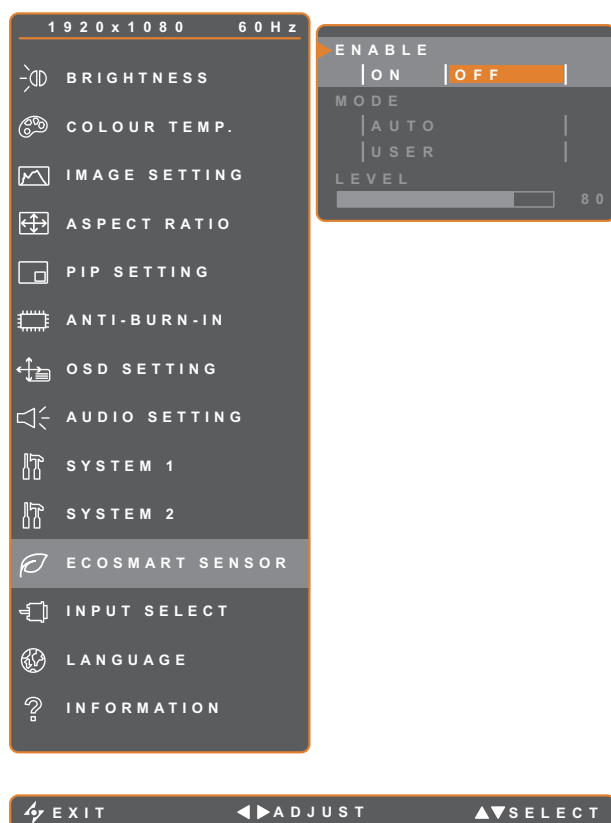 1920x1080 60Hz
BRIGHTNESS
COLOUR TEMP.
IMAGE SETTING
ASPECT RATIO
PIP SETTING
ANTI-BURN-IN
OSD SETTING
AUDIO SETTING
SYSTEM 1
SYSTEM 2
ECOSMART SENSOR
INPUT SELECT
LANGUAGE
INFORMATION
ENABLE
ON OFF
MODE
AUTO
USER
LEVEL
80
EXIT ADJUST SELECT